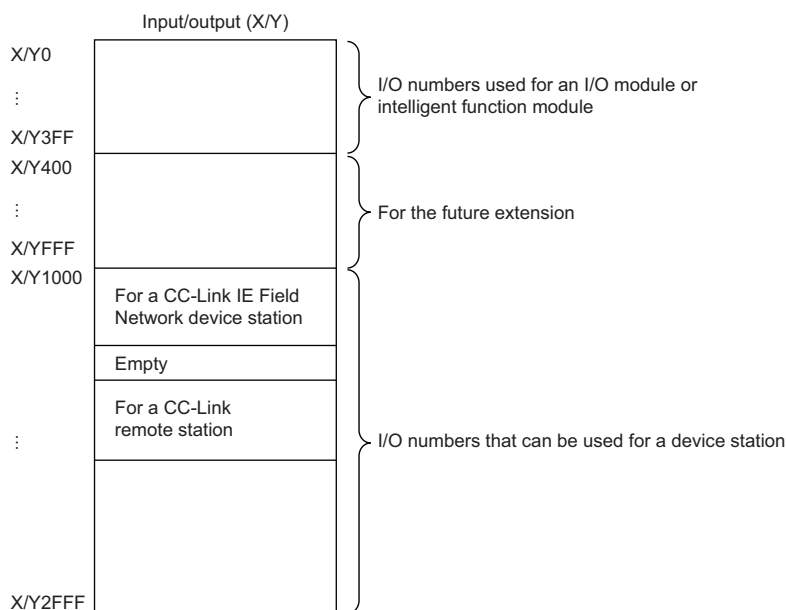 Input/output (X/Y)
X/Y0
⋮
X/Y3FF
I/O numbers used for an I/O module or
intelligent function module
X/Y400
⋮
X/YFFF
For the future extension
X/Y1000
For a CC-Link IE Field
Network device station
Empty
For a CC-Link
remote station
⋮
I/O numbers that can be used for a device station
X/Y2FFF